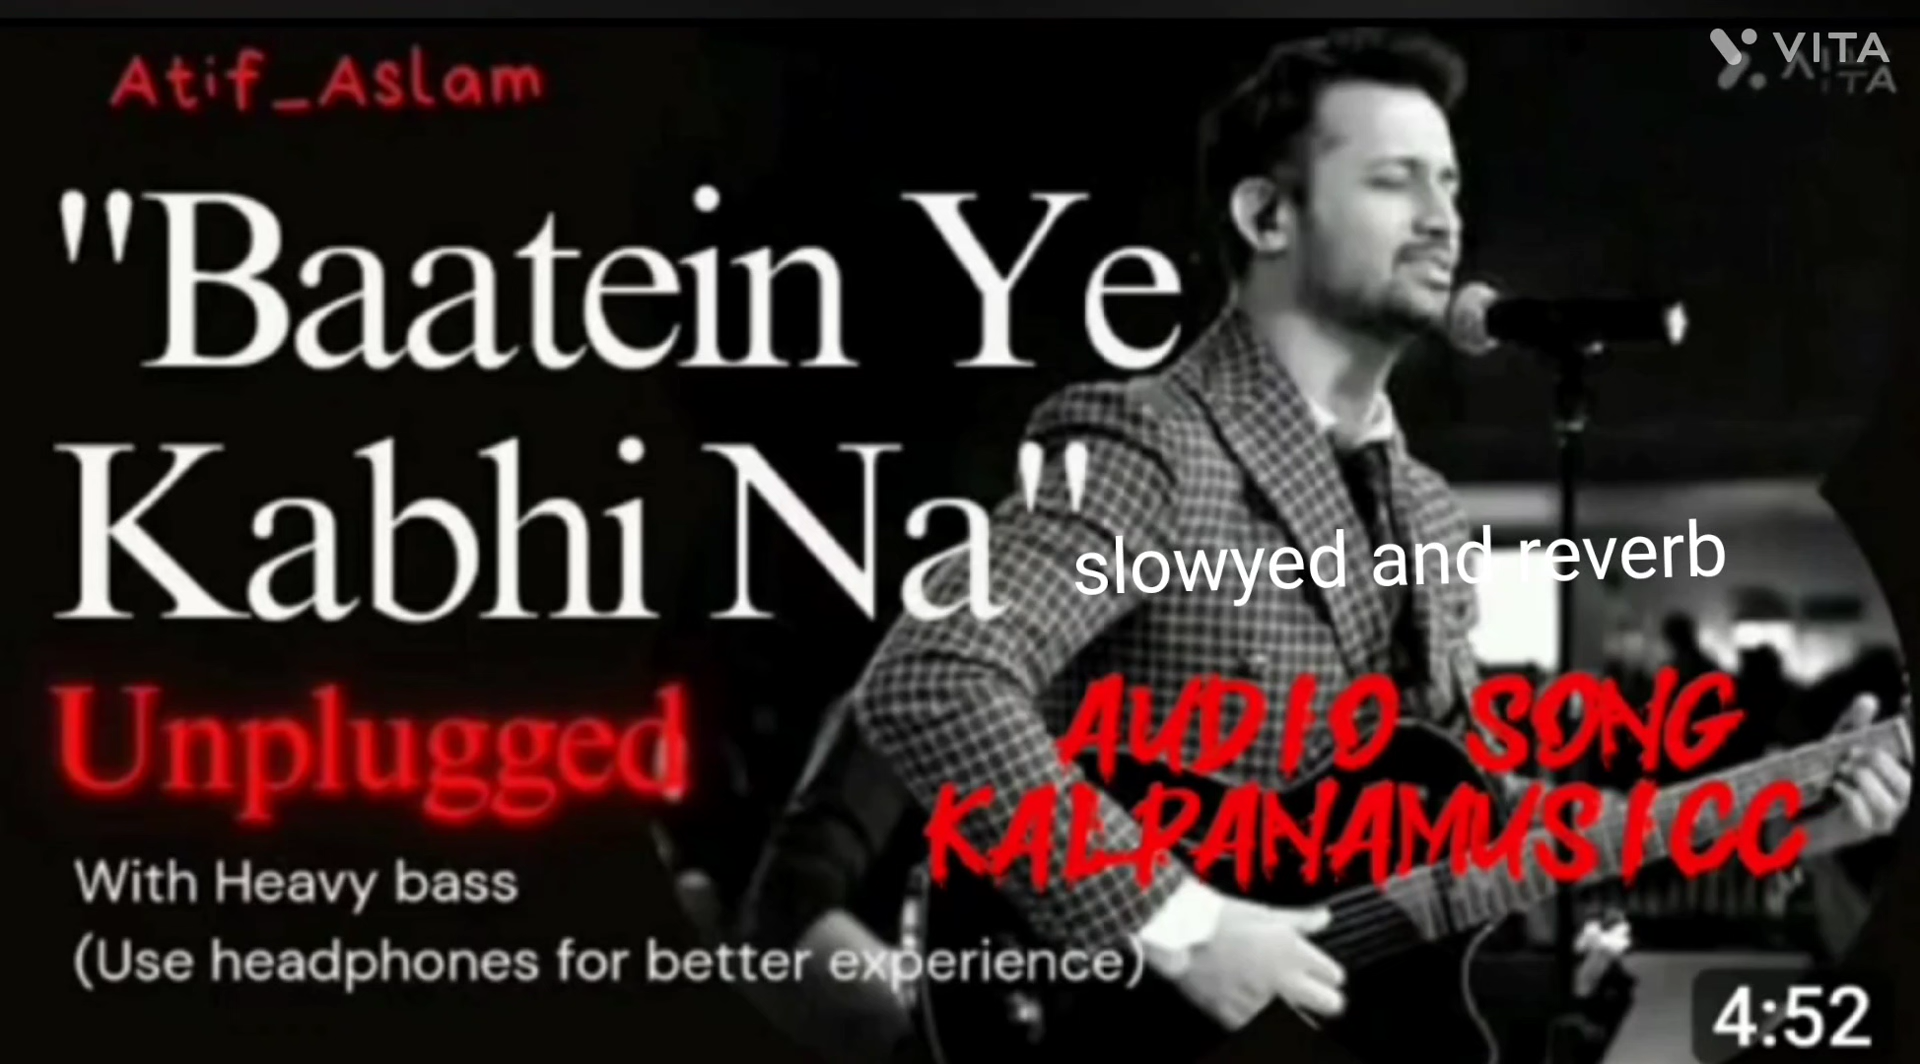 Atif_Aslam
VITA
"Baatein Ye
Kabhi Na"
slowyed and reverb
Unplugged
AUDIO SONG
KALPANAMUSICC
With Heavy bass
(Use headphones for better experience)
4:52